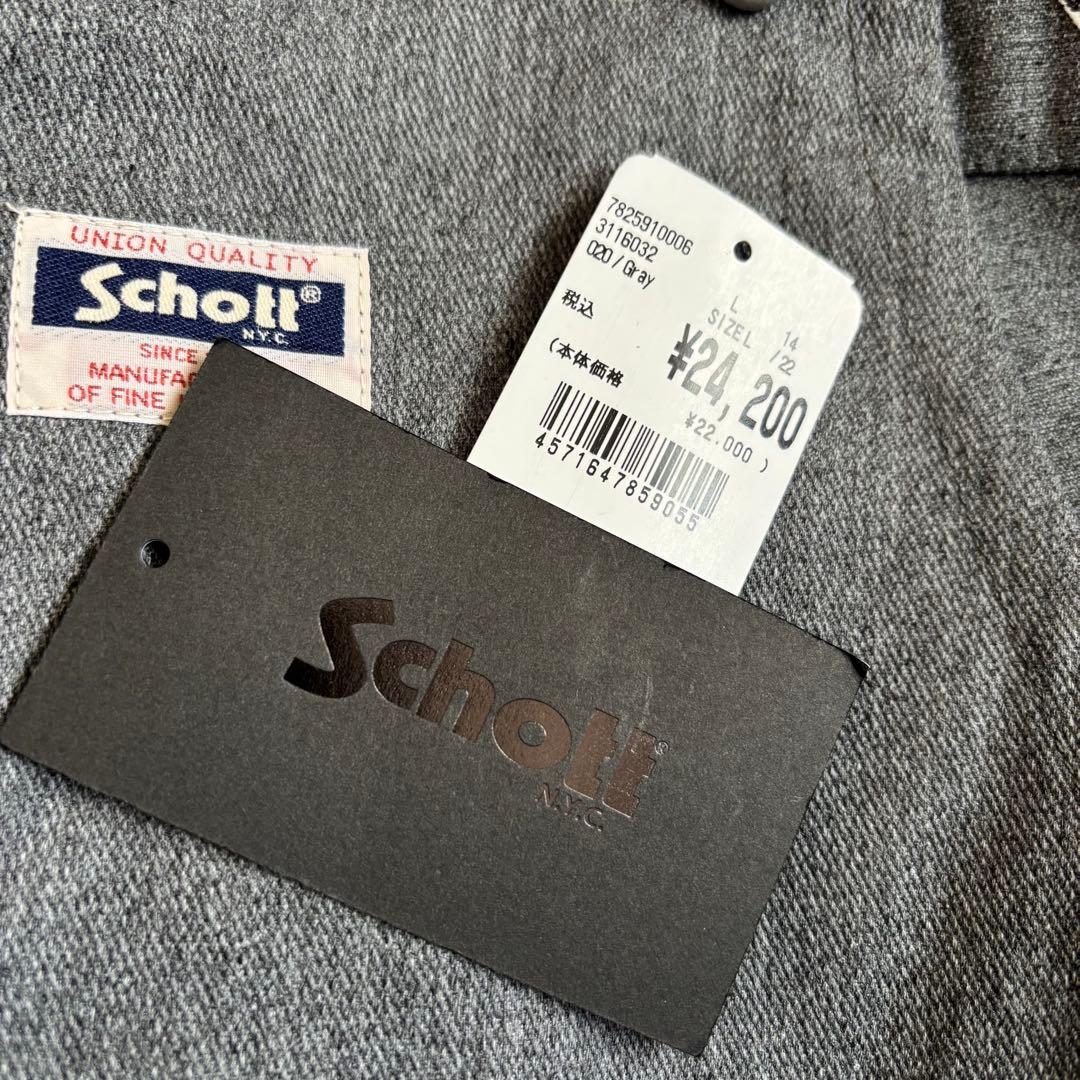 UNION QUALITY
Schott®
N.Y.C.
SINCE
MANUFAC
OF FINE
7825910006
3116032
020/Gray
L 14
SIZEL /22
税込
¥24,200
(本体価格 ¥22,000)
4571647859055
Schott®
N.Y.C.